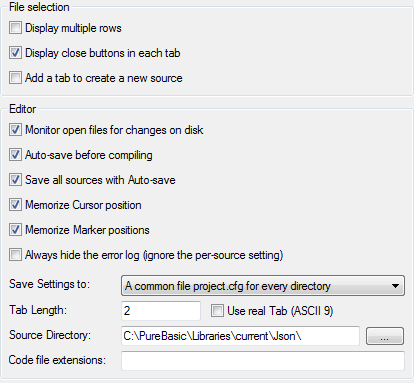 File selection
Display multiple rows
Display close buttons in each tab
Add a tab to create a new source
Editor
Monitor open files for changes on disk
Auto-save before compiling
Save all sources with Auto-save
Memorize Cursor position
Memorize Marker positions
Always hide the error log (ignore the per-source setting)
Save Settings to: A common file project.cfg for every directory
Tab Length: 2 Use real Tab (ASCII 9)
Source Directory: C:\PureBasic\Libraries\current\Json\ ...
Code file extensions: